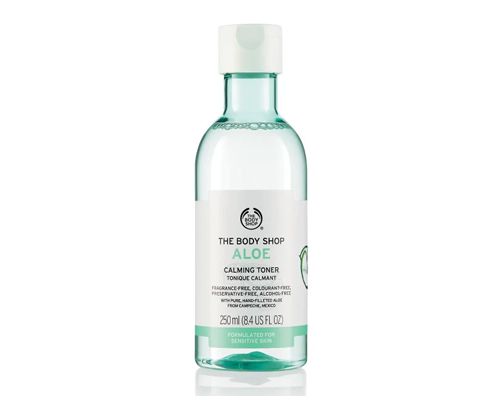 THE
BODY
SHOP
®
THE BODY SHOP
ALOE
CALMING TONER
TONIQUE CALMANT
FRAGRANCE-FREE, COLOURANT-FREE,
PRESERVATIVE-FREE, ALCOHOL-FREE
WITH PURE, HAND-FILLETED ALOE
FROM CAMPECHE, MEXICO
250 ml (8.4 US FL OZ)
FORMULATED FOR
SENSITIVE SKIN